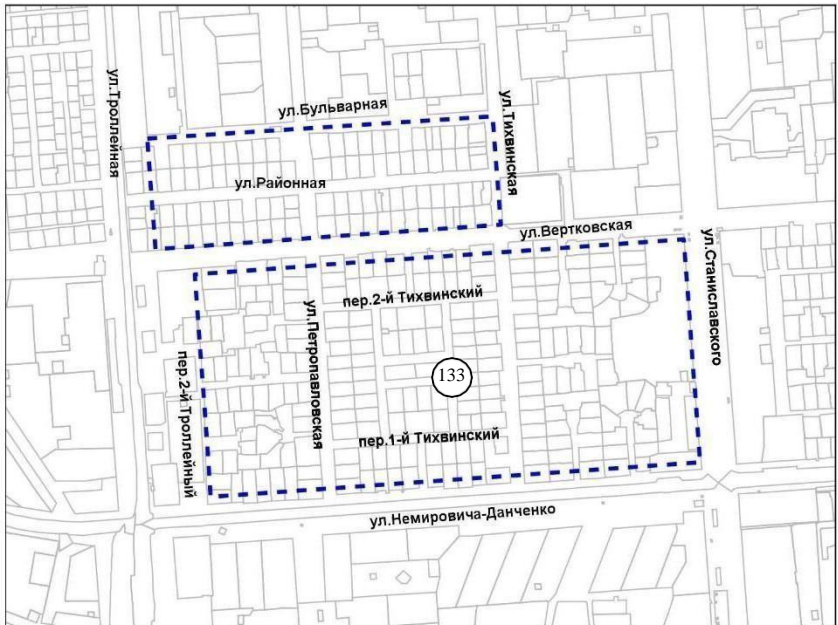 ул.Троллейная
ул.Бульварная
ул.Тихвинская
ул.Районная
ул.Вертковская
ул.Станиславского
пер.2-й Тихвинский
ул.Петропавловская
пер.2-й Троллейный
133
пер.1-й Тихвинский
ул.Немировича-Данченко